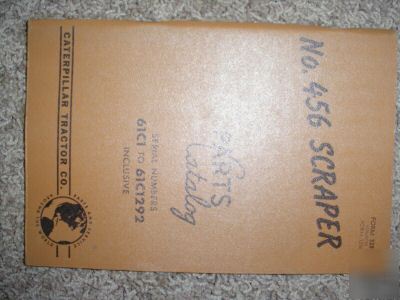 No. 456 SCRAPER
PARTS
Catalog
SERIAL NUMBERS
61C1 TO 61C1292
INCLUSIVE
CATERPILLAR TRACTOR CO.